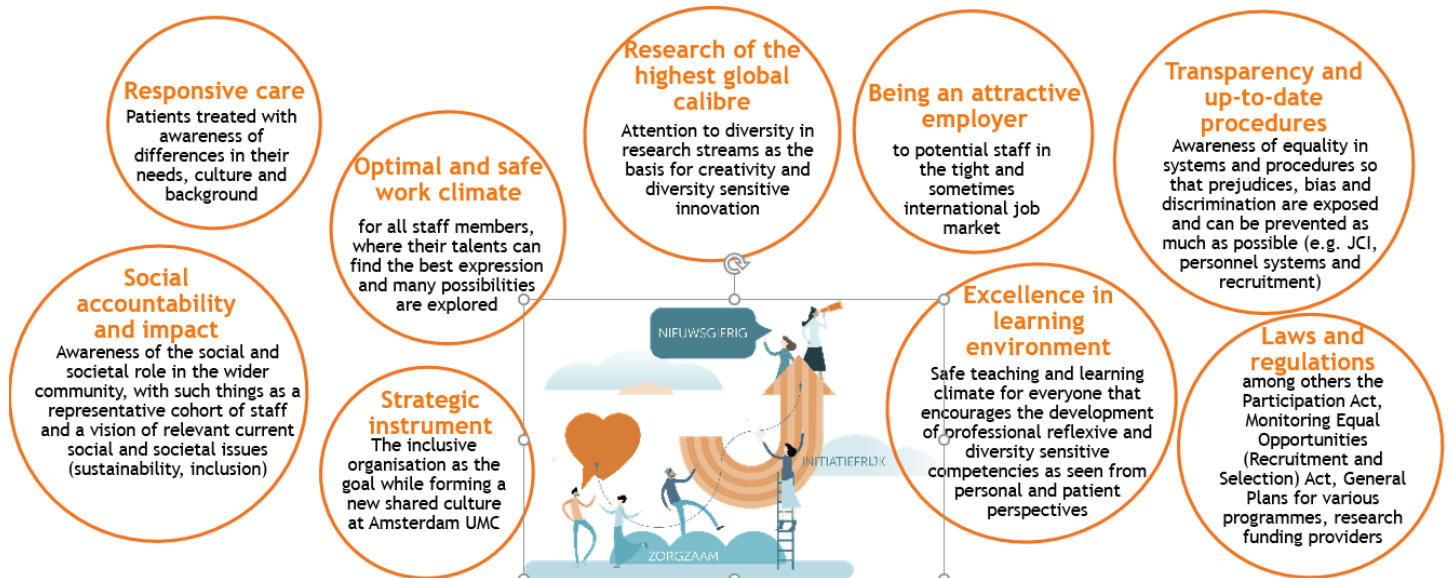 Responsive care
Patients treated with
awareness of
differences in their
needs, culture and
background
Optimal and safe
work climate
for all staff members,
where their talents can
find the best expression
and many possibilities
are explored
Research of the
highest global
calibre
Attention to diversity in
research streams as the
basis for creativity and
diversity sensitive
innovation
Being an attractive
employer
to potential staff in
the tight and
sometimes
international job
market
Transparency and
up-to-date
procedures
Awareness of equality in
systems and procedures so
that prejudices, bias and
discrimination are exposed
and can be prevented as
much as possible (e.g. JCI,
personnel systems and
recruitment)
Social
accountability
and impact
Awareness of the social and
societal role in the wider
community, with such things as a
representative cohort of staff
and a vision of relevant current
social and societal issues
(sustainability, inclusion)
Strategic
instrument
The inclusive
organisation as the
goal while forming a
new shared culture
at Amsterdam UMC
NIEUWSGIERIG
INITIATIEFRIJK
ZORGZAAM
Excellence in
learning
environment
Safe teaching and learning
climate for everyone that
encourages the development
of professional reflexive and
diversity sensitive
competencies as seen from
personal and patient
perspectives
Laws and
regulations
among others the
Participation Act,
Monitoring Equal
Opportunities
(Recruitment and
Selection) Act, General
Plans for various
programmes, research
funding providers